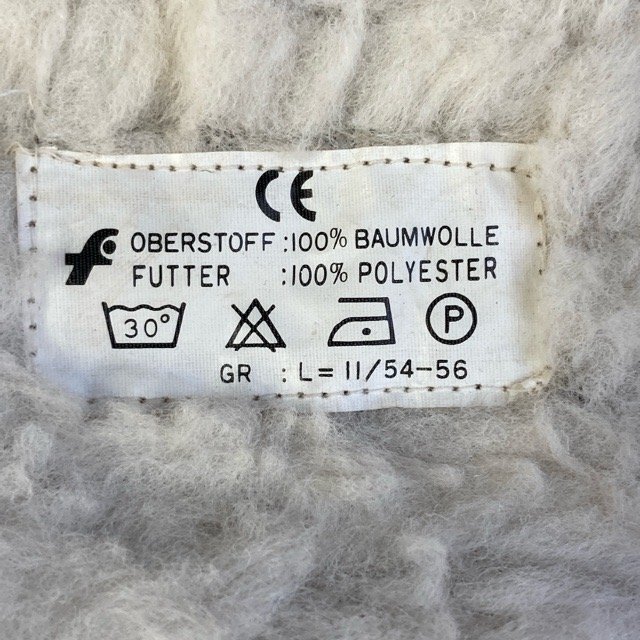 CE
OBERSTOFF :100% BAUMWOLLE
FUTTER :100% POLYESTER
30° P
GR : L= 11/54-56